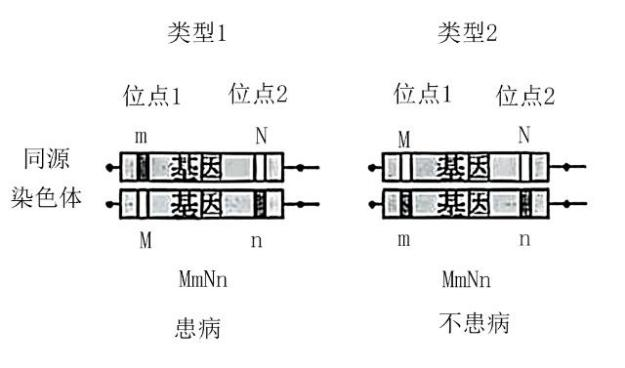 类型1 类型2
位点1 位点2 位点1 位点2
m N M N
同源 基因 基因
染色体 基因 基因
M n m n
MmNn MmNn
患病 不患病